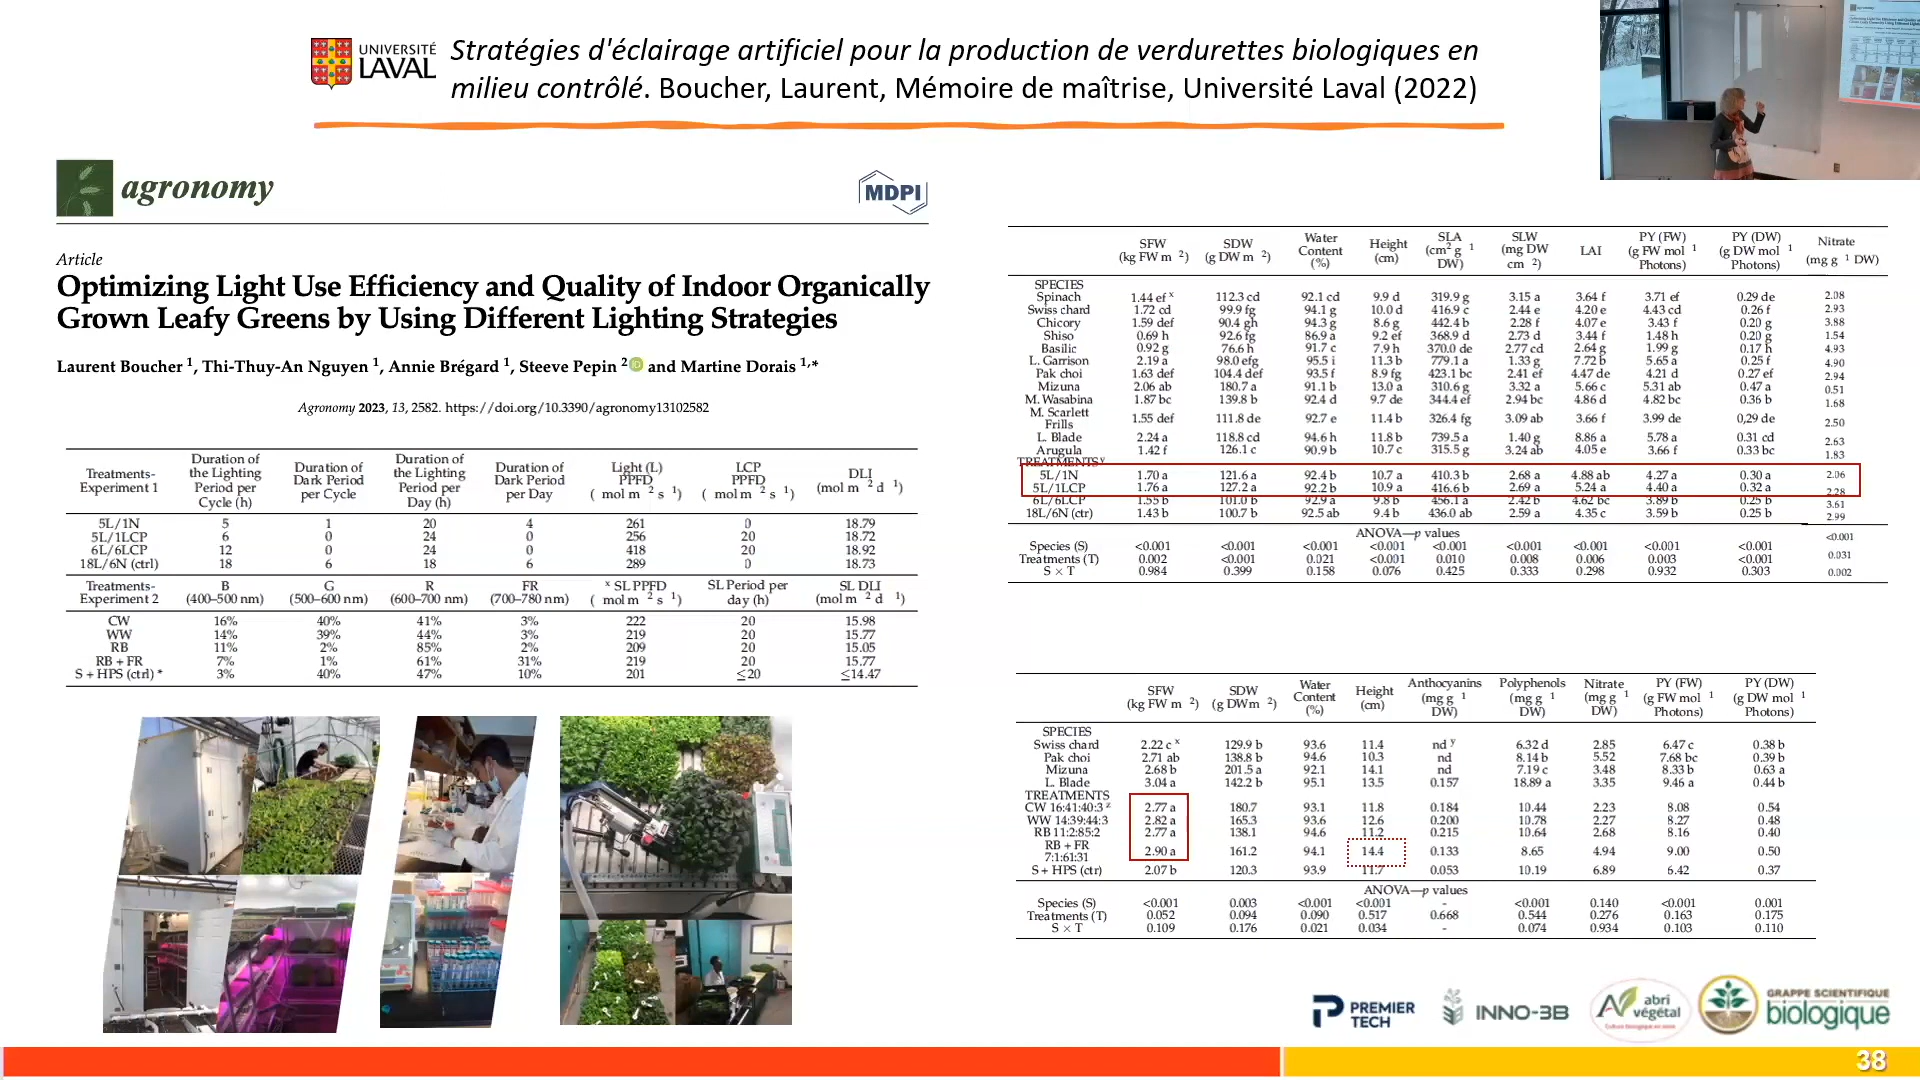 UNIVERSITÉ
LAVAL
Stratégies d'éclairage artificiel pour la production de verdurettes biologiques en
milieu contrôlé. Boucher, Laurent, Mémoire de maîtrise, Université Laval (2022)
agronomy
MDPI
Article
Optimizing Light Use Efficiency and Quality of Indoor Organically
Grown Leafy Greens by Using Different Lighting Strategies
Laurent Boucher 1, Thi-Thuy-An Nguyen 1, Annie Brégard 1, Steeve Pepin 2 and Martine Dorais 1,*
Agronomy 2023, 13, 2582. https://doi.org/10.3390/agronomy13102582
Treatments-Experiment 1 Duration of the Lighting Period per Cycle (h) Duration of Dark Period per Cycle Duration of the Lighting Period per Day (h) Duration of Dark Period per Day Light (L) PPFD ( mol m 2 s 1) LCP PPFD ( mol m 2 s 1) DLI (mol m 2 d 1)
5L/1N 5 1 20 4 261 0 18.79
5L/1LCP 6 0 24 0 256 20 18.72
6L/6LCP 12 0 24 0 418 20 18.92
18L/6N (ctrl) 18 6 18 6 289 0 18.73
Treatments-Experiment 2 B (400–500 nm) G (500–600 nm) R (600–700 nm) FR (700–780 nm) x SL PPFD ( mol m 2 s 1) SL Period per day (h) SL DLI (mol m 2 d 1)
CW 16% 40% 41% 3% 222 20 15.98
WW 14% 39% 44% 3% 219 20 15.77
RB 11% 2% 85% 2% 209 20 15.05
RB + FR 7% 1% 61% 31% 219 20 15.77
S + HPS (ctrl) * 3% 40% 47% 10% 201 ≤20 ≤14.47
SFW (kg FW m 2) SDW (g DW m 2) Water Content (%) Height (cm) SLA (cm2 g 1 DW) SLW (mg DW cm 2) LAI PY (FW) (g FW mol 1 Photons) PY (DW) (g DW mol 1 Photons) Nitrate (mg g 1 DW)
SPECIES
Spinach 1.44 ef x 112.3 cd 92.1 cd 9.9 d 319.9 g 3.15 a 3.64 f 3.71 ef 0.29 de 2.08
Swiss chard 1.72 cd 99.9 fg 94.1 g 10.0 d 416.9 c 2.44 e 4.20 e 4.43 cd 0.26 f 2.93
Chicory 1.59 def 90.4 gh 94.3 g 8.6 g 442.4 b 2.28 f 4.07 e 3.43 f 0.20 g 3.88
Shiso 0.69 h 92.6 fg 86.9 a 9.2 ef 368.9 d 2.73 d 3.44 f 1.48 h 0.20 g 1.54
Basilic 0.92 g 76.6 h 91.7 c 7.9 h 370.0 de 2.77 cd 2.64 g 1.99 g 0.17 h 4.93
L. Garrison 2.19 a 98.0 efg 95.5 i 11.3 b 779.1 a 1.33 g 7.72 b 5.65 a 0.25 f 4.90
Pak choi 1.63 def 104.4 def 93.5 f 8.9 fg 423.1 bc 2.41 ef 4.47 de 4.21 d 0.27 ef 2.94
Mizuna 2.06 ab 180.7 a 91.1 b 13.0 a 310.6 g 3.32 a 5.66 c 5.31 ab 0.47 a 0.51
M. Wasabina 1.87 bc 139.8 b 92.4 d 9.7 de 344.4 ef 2.94 bc 4.86 d 4.82 bc 0.36 b 1.68
M. Scarlett Frills 1.55 def 111.8 de 92.7 e 11.4 b 326.4 fg 3.09 ab 3.66 f 3.99 de 0,29 de 2.50
L. Blade 2.24 a 118.8 cd 94.6 h 11.8 b 739.5 a 1.40 g 8.86 a 5.78 a 0.31 cd 2.63
Arugula 1.42 f 126.1 c 90.9 b 10.7 c 315.5 g 3.24 ab 4.05 e 3.66 f 0.33 bc 1.83
TREATMENTS y
5L/1N 1.70 a 121.6 a 92.4 b 10.7 a 410.3 b 2.68 a 4.88 ab 4.27 a 0.30 a 2.06
5L/1LCP 1.76 a 127.2 a 92.2 b 10.9 a 416.6 b 2.69 a 5.24 a 4.40 a 0.32 a 2.28
6L/6LCP 1.55 b 101.0 b 92.9 a 9.8 b 456.1 a 2.42 b 4.62 bc 3.89 b 0.25 b 3.61
18L/6N (ctr) 1.43 b 100.7 b 92.5 ab 9.4 b 436.0 ab 2.59 a 4.35 c 3.59 b 0.25 b 2.99
ANOVA—p values
Species (S) <0.001 <0.001 <0.001 <0.001 <0.001 <0.001 <0.001 <0.001 <0.001 <0.001
Treatments (T) 0.002 <0.001 0.021 <0.001 0.010 0.008 0.006 0.003 <0.001 0.031
S × T 0.984 0.399 0.158 0.076 0.425 0.333 0.298 0.932 0.303 0.002
SFW (kg FW m 2) SDW (g DWm 2) Water Content (%) Height (cm) Anthocyanins (mg g 1 DW) Polyphenols (mg g 1 DW) Nitrate (mg g 1 DW) PY (FW) (g FW mol 1 Photons) PY (DW) (g DW mol 1 Photons)
SPECIES
Swiss chard 2.22 c x 129.9 b 93.6 11.4 nd y 6.32 d 2.85 6.47 c 0.38 b
Pak choi 2.71 ab 138.8 b 94.6 10.3 nd 8.14 b 5.52 7.68 bc 0.39 b
Mizuna 2.68 b 201.5 a 92.1 14.1 nd 7.19 c 3.48 8.33 b 0.63 a
L. Blade 3.04 a 142.2 b 95.1 13.5 0.157 18.89 a 3.35 9.46 a 0.44 b
TREATMENTS
CW 16:41:40:3 z 2.77 a 180.7 93.1 11.8 0.184 10.44 2.23 8.08 0.54
WW 14:39:44:3 2.82 a 165.3 93.6 12.6 0.200 10.78 2.27 8.27 0.48
RB 11:2:85:2 2.77 a 138.1 94.6 11.2 0.215 10.64 2.68 8.16 0.40
RB + FR 7:1:61:31 2.90 a 161.2 94.1 14.4 0.133 8.65 4.94 9.00 0.50
S + HPS (ctr) 2.07 b 120.3 93.9 11.7 0.053 10.19 6.89 6.42 0.37
ANOVA—p values
Species (S) <0.001 0.003 <0.001 <0.001 - <0.001 0.140 <0.001 0.001
Treatments (T) 0.052 0.094 0.090 0.517 0.668 0.544 0.276 0.163 0.175
S × T 0.109 0.176 0.021 0.034 - 0.074 0.934 0.103 0.110
PREMIER TECH
INNO-3B
abri végétal
Culture biologique en serre
GRAPPE SCIENTIFIQUE
biologique
38